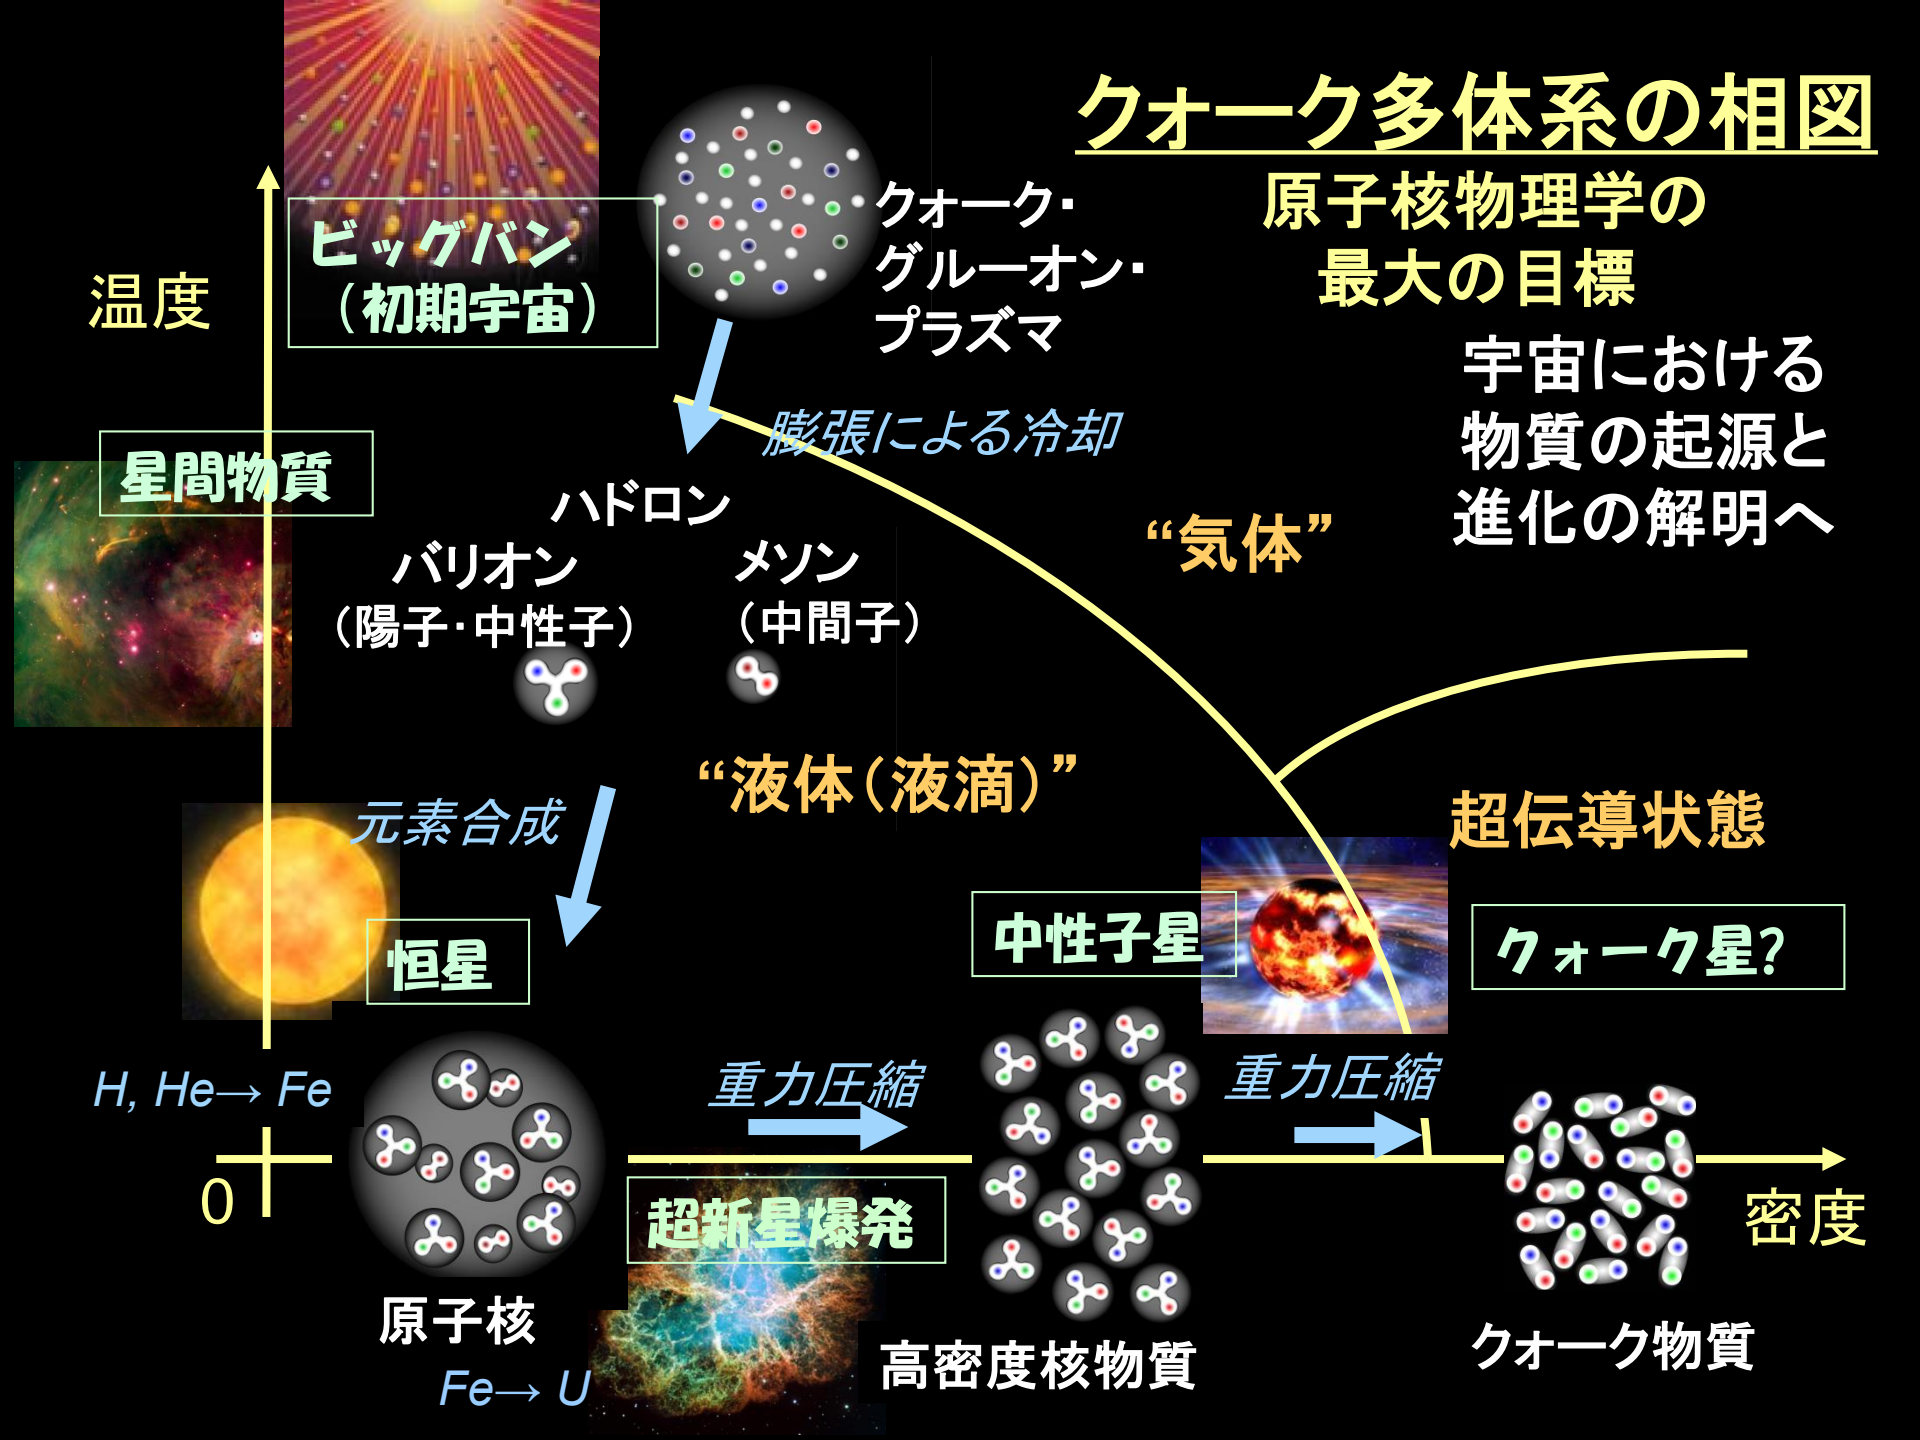 クォーク多体系の相図
原子核物理学の
最大の目標
宇宙における
物質の起源と
進化の解明へ
温度
ビッグバン
（初期宇宙）
クォーク・
グルーオン・
プラズマ
膨張による冷却
星間物質
ハドロン
バリオン
（陽子・中性子）
メソン
（中間子）
“気体”
“液体（液滴）”
元素合成
超伝導状態
恒星
中性子星
クォーク星?
H, He→ Fe
重力圧縮
重力圧縮
0
超新星爆発
密度
原子核
Fe→ U
高密度核物質
クォーク物質